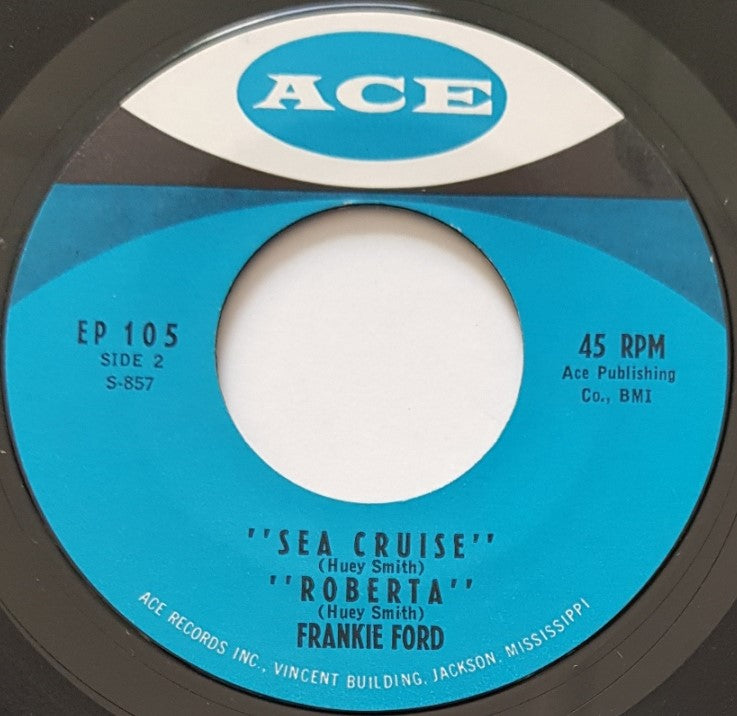 ACE
EP 105
SIDE 2
S-857
45 RPM
Ace Publishing
Co., BMI
''SEA CRUISE''
(Huey Smith)
''ROBERTA''
(Huey Smith)
FRANKIE FORD
ACE RECORDS INC., VINCENT BUILDING, JACKSON, MISSISSIPPI